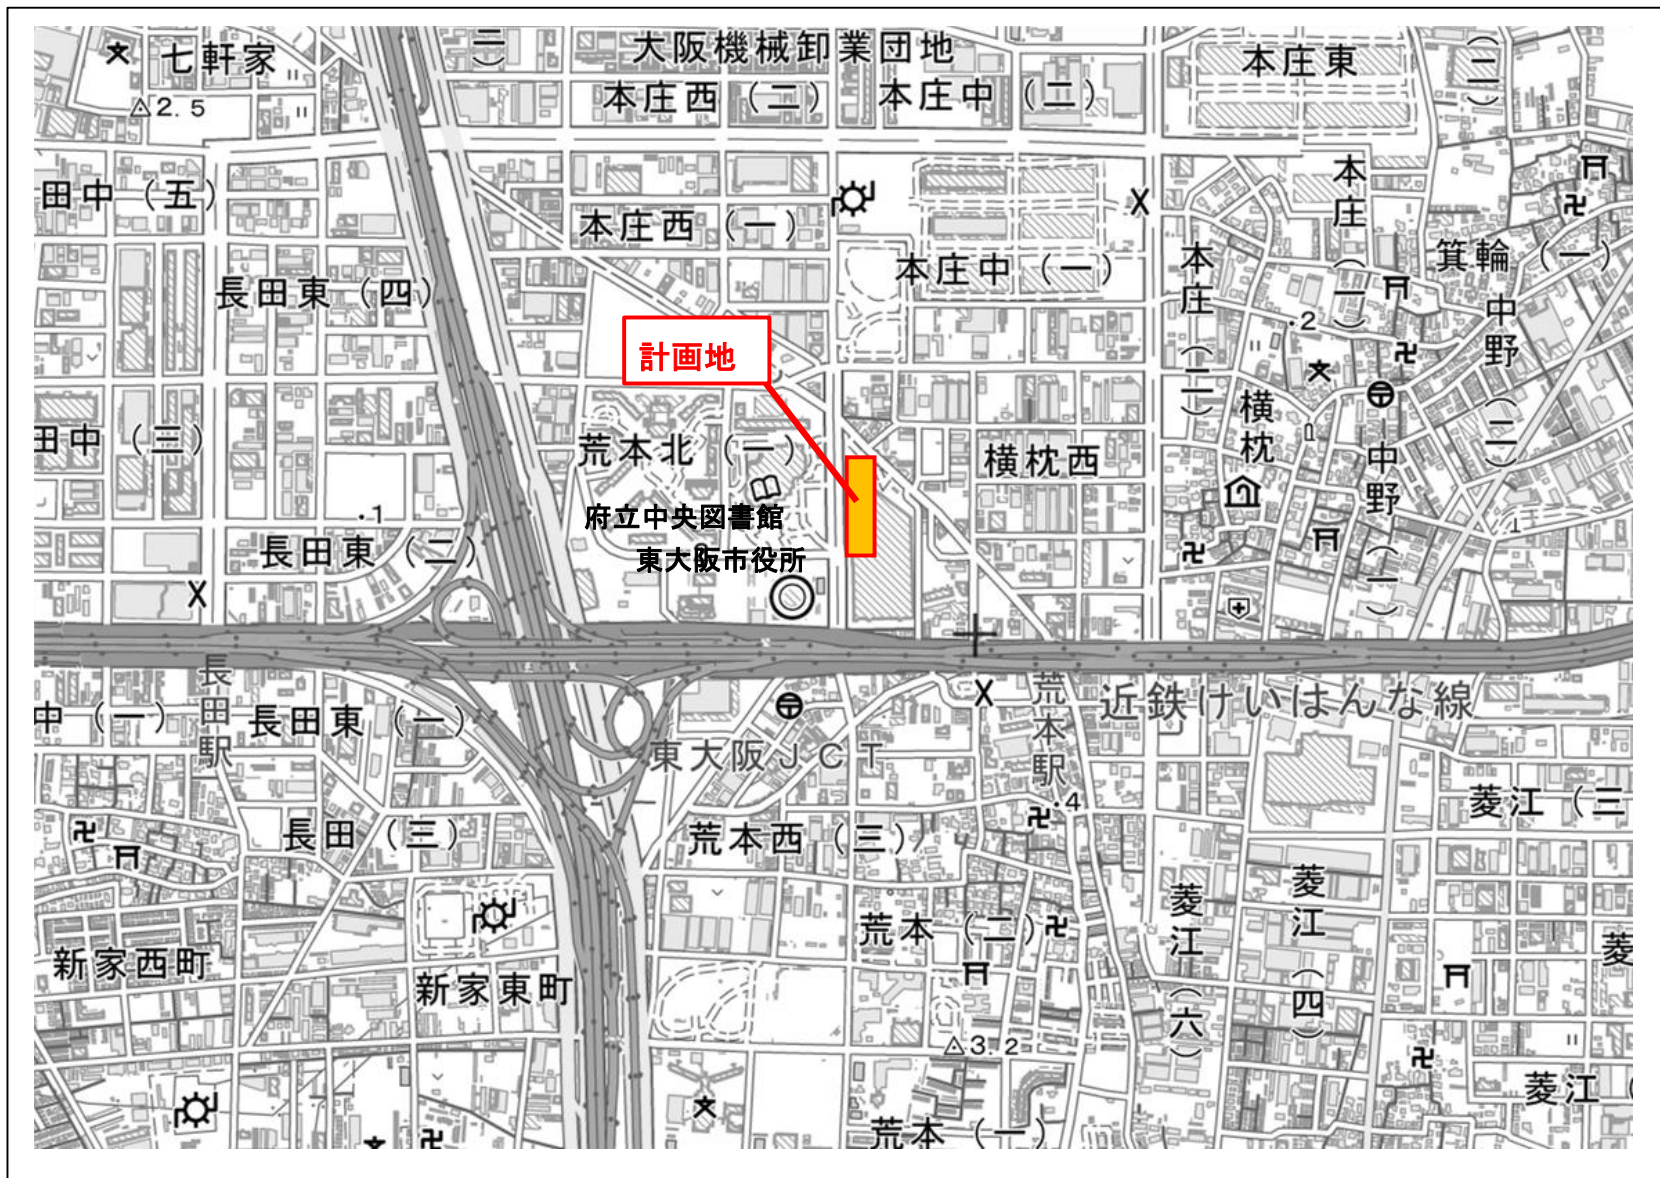 七軒家
(二)
大阪機械卸業団地
本庄東
(二)
2.5
本庄西(二)
本庄中(二)
田中(五)
本庄西(一)
本庄(一)
本庄中(一)
本庄(二)
箕輪(一)
長田東(四)
中野(二)
・2
計画地
田中(三)
荒本北(一)
横枕西
横枕
中野(一)
・1
府立中央図書館
長田東(二)
東大阪市役所
長田駅
中(一)
長田東(一)
荒本駅
近鉄けいはんな線
東大阪JCT
・4
菱江(三
長田(三)
荒本西(三)
菱江(六)
菱江(四)
荒本(二)
菱
新家西町
新家東町
3.2
菱江(
荒本(一)